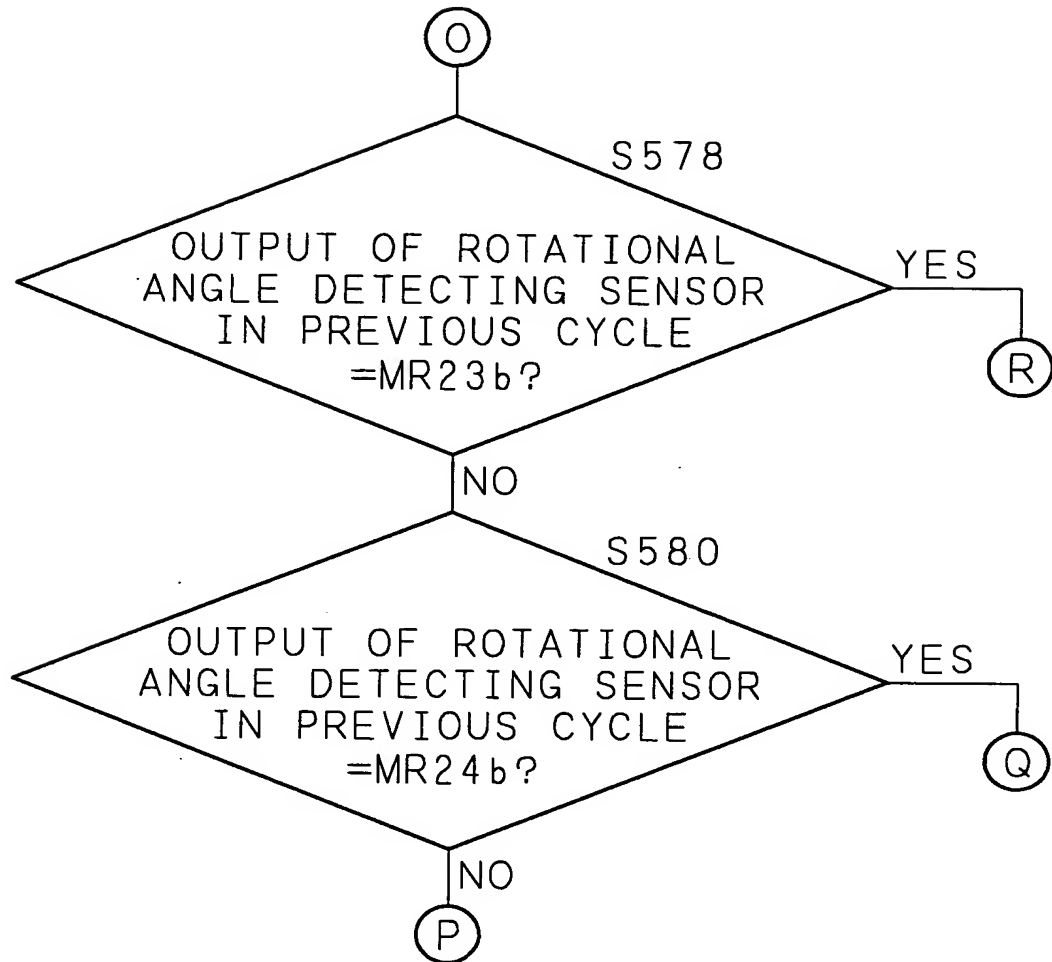 O
S578
OUTPUT OF ROTATIONAL
ANGLE DETECTING SENSOR
IN PREVIOUS CYCLE
=MR23b?
YES
R
NO
S580
OUTPUT OF ROTATIONAL
ANGLE DETECTING SENSOR
IN PREVIOUS CYCLE
=MR24b?
YES
Q
NO
P